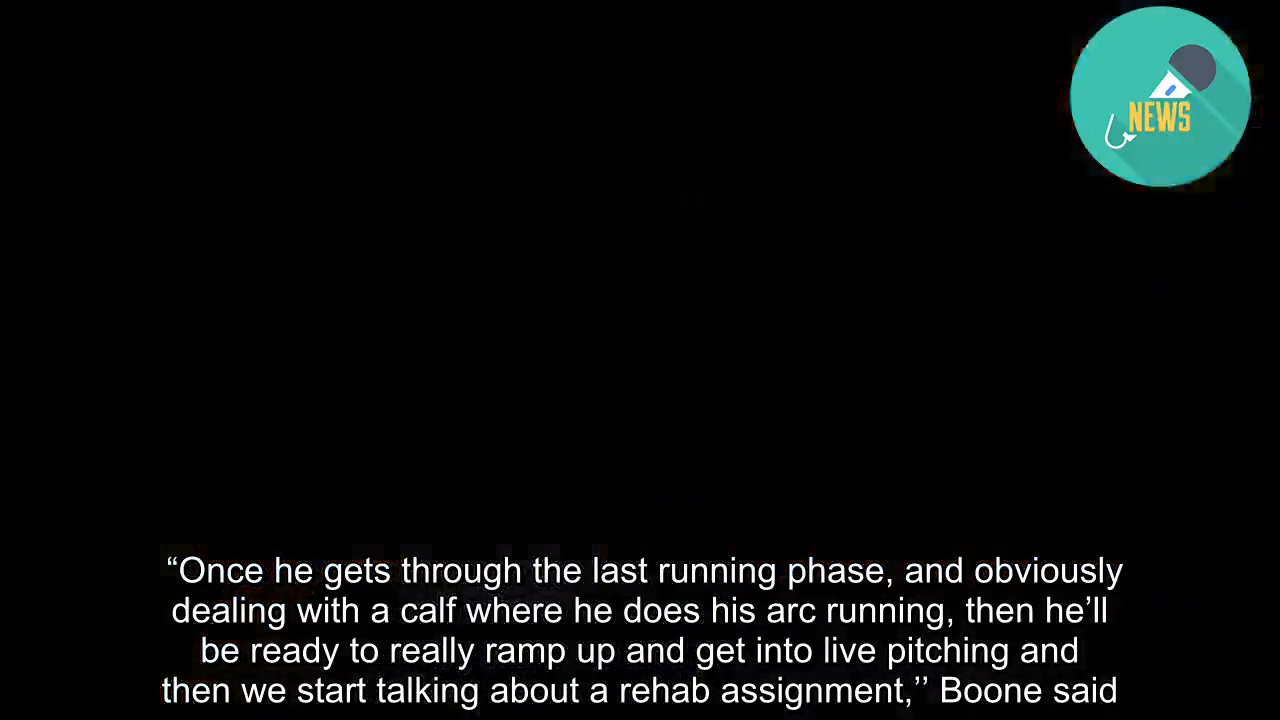 NEWS
“Once he gets through the last running phase, and obviously
dealing with a calf where he does his arc running, then he’ll
be ready to really ramp up and get into live pitching and
then we start talking about a rehab assignment,’’ Boone said